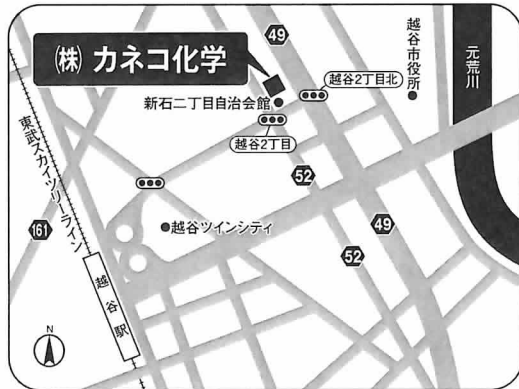 ㈱ カネコ化学
49
越谷2丁目北
越谷市役所
元荒川
新石二丁目自治会館
越谷2丁目
東武スカイツリーライン
52
161
越谷ツインシティ
49
52
越谷駅
N